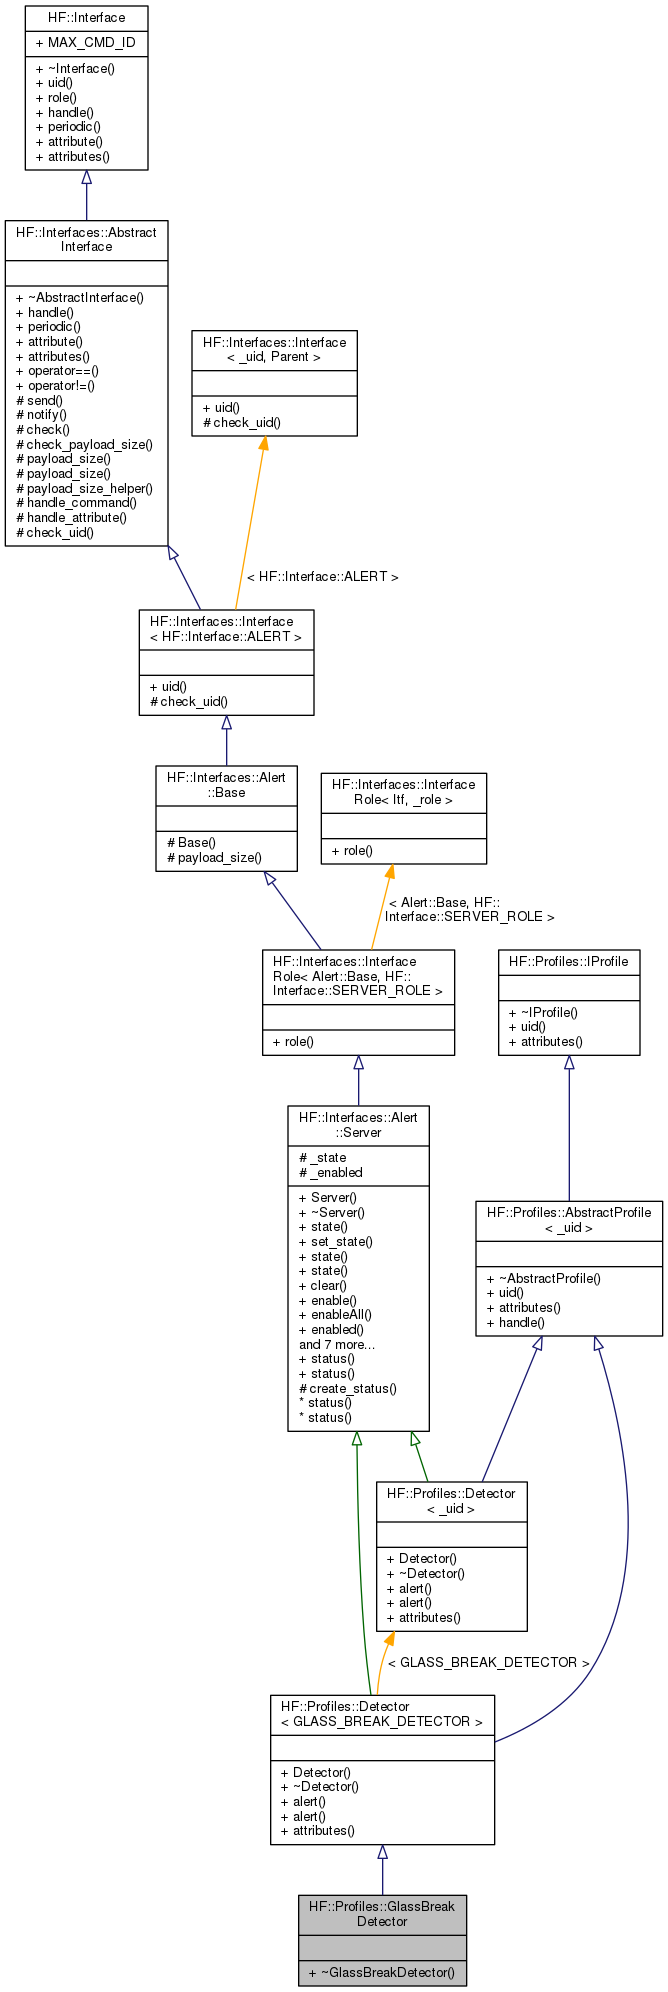 HF::Interface
+ MAX_CMD_ID
+ ~Interface()
+ uid()
+ role()
+ handle()
+ periodic()
+ attribute()
+ attributes()
HF::Interfaces::Abstract
Interface
+ ~AbstractInterface()
+ handle()
+ periodic()
+ attribute()
+ attributes()
+ operator==()
+ operator!=()
# send()
# notify()
# check()
# check_payload_size()
# payload_size()
# payload_size()
# payload_size_helper()
# handle_command()
# handle_attribute()
# check_uid()
HF::Interfaces::Interface
< _uid, Parent >
+ uid()
# check_uid()
< HF::Interface::ALERT >
HF::Interfaces::Interface
< HF::Interface::ALERT >
+ uid()
# check_uid()
HF::Interfaces::Alert
::Base
# Base()
# payload_size()
HF::Interfaces::Interface
Role< Itf, _role >
+ role()
< Alert::Base, HF::
Interface::SERVER_ROLE >
HF::Interfaces::Interface
Role< Alert::Base, HF::
Interface::SERVER_ROLE >
+ role()
HF::Profiles::IProfile
+ ~IProfile()
+ uid()
+ attributes()
HF::Interfaces::Alert
::Server
# _state
# _enabled
+ Server()
+ ~Server()
+ state()
+ set_state()
+ state()
+ state()
+ clear()
+ enable()
+ enableAll()
+ enabled()
and 7 more...
+ status()
+ status()
# create_status()
* status()
* status()
HF::Profiles::AbstractProfile
< _uid >
+ ~AbstractProfile()
+ uid()
+ attributes()
+ handle()
HF::Profiles::Detector
< _uid >
+ Detector()
+ ~Detector()
+ alert()
+ alert()
+ attributes()
< GLASS_BREAK_DETECTOR >
HF::Profiles::Detector
< GLASS_BREAK_DETECTOR >
+ Detector()
+ ~Detector()
+ alert()
+ alert()
+ attributes()
HF::Profiles::GlassBreak
Detector
+ ~GlassBreakDetector()